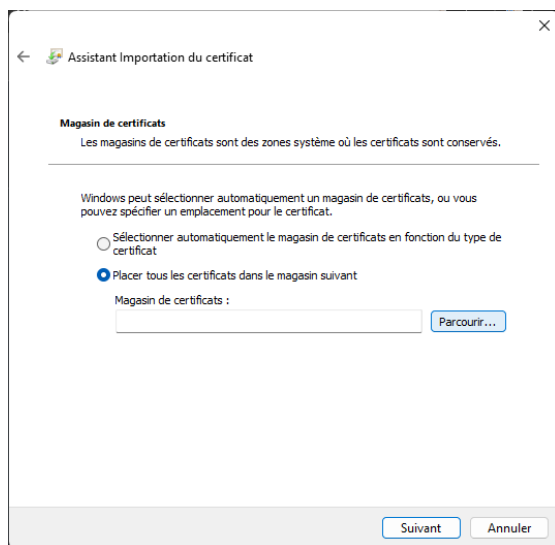 Assistant Importation du certificat
Magasin de certificats
Les magasins de certificats sont des zones système où les certificats sont conservés.
Windows peut sélectionner automatiquement un magasin de certificats, ou vous
pouvez spécifier un emplacement pour le certificat.
Sélectionner automatiquement le magasin de certificats en fonction du type de
certificat
Placer tous les certificats dans le magasin suivant
Magasin de certificats :
Parcourir...
Suivant
Annuler